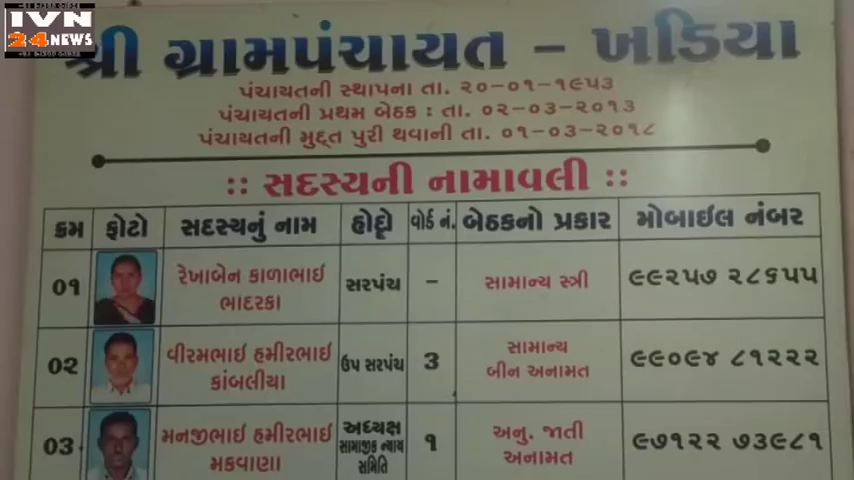 IVN
24 NEWS
શ્રી ગ્રામપંચાયત - ખડિયા
પંચાયતની સ્થાપના તા. ૨૦-૦૧-૧૯૫૩
પંચાયતની પ્રથમ બેઠક : તા. ૦૨-૦૩-૨૦૧૩
પંચાયતની મુદ્દત પુરી થવાની તા. ૦૧-૦૩-૨૦૧૮
:: સદસ્યની નામાવલી ::
ક્રમ ફોટો સદસ્યનું નામ હોદ્દો વોર્ડ નં. બેઠકનો પ્રકાર મોબાઈલ નંબર
૦૧ રેખાબેન કાળાભાઈ ભાદરકા સરપંચ – સામાન્ય સ્ત્રી ૯૯૨૫૭ ૨૮૬૫૫
૦૨ વીરમભાઈ હમીરભાઈ કાંબલીયા ઉપ સરપંચ 3 સામાન્ય બીન અનામત ૯૯૦૯૪ ૮૧૨૨૨
૦૩ મનજીભાઈ હમીરભાઈ મકવાણા અધ્યક્ષ સામાજીક ન્યાય સમિતિ ૧ અનુ. જાતી અનામત ૯૭૧૨૨ ૭૩૯૮૧